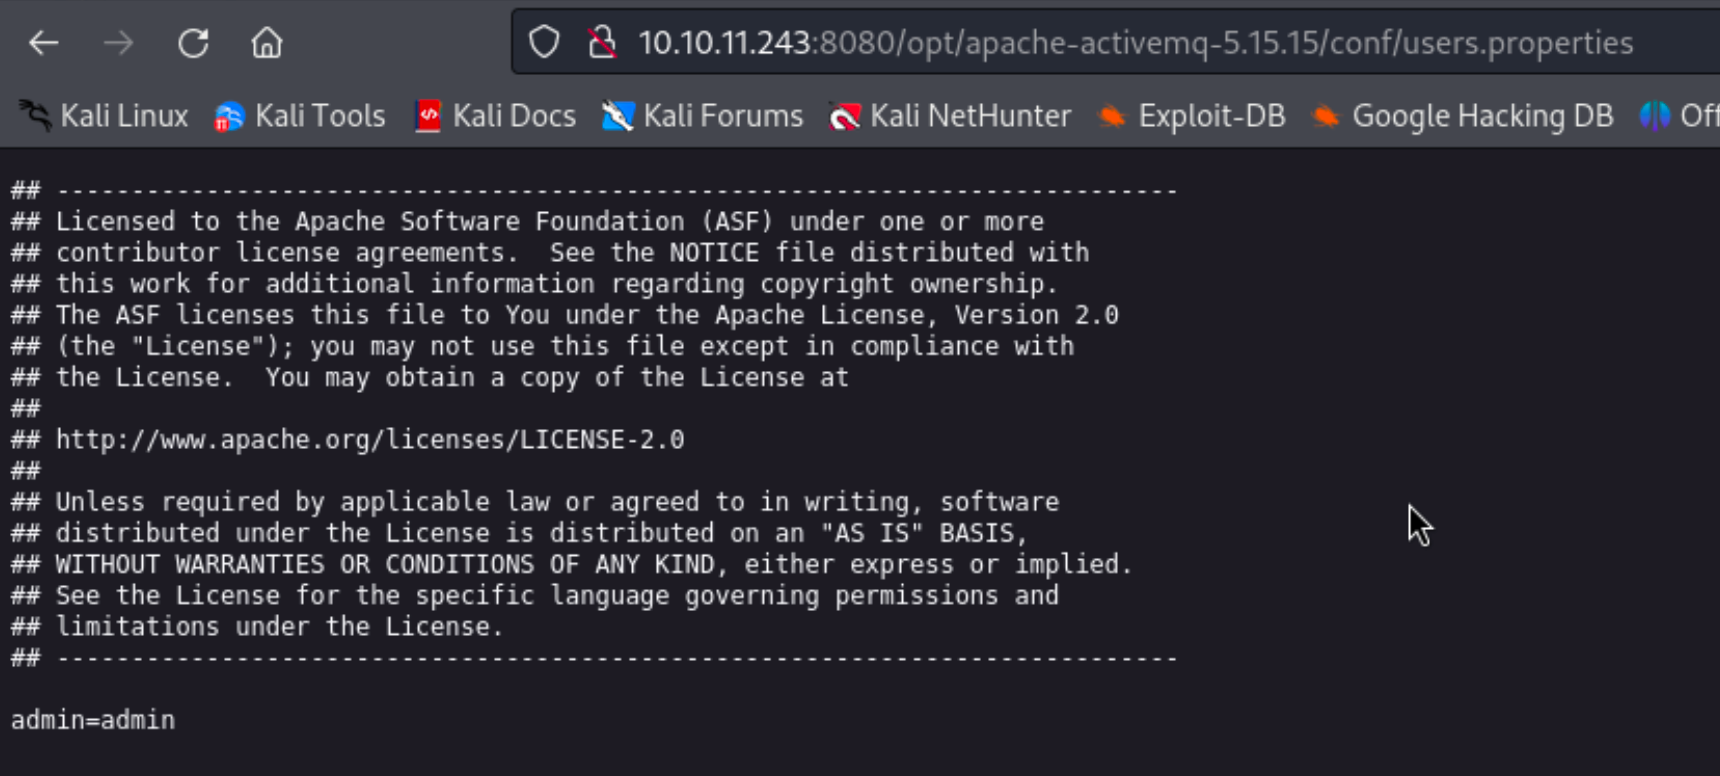 10.10.11.243:8080/opt/apache-activemq-5.15.15/conf/users.properties
Kali Linux Kali Tools Kali Docs Kali Forums Kali NetHunter Exploit-DB Google Hacking DB Off
## ---------------------------------------------------------------------------
## Licensed to the Apache Software Foundation (ASF) under one or more
## contributor license agreements.  See the NOTICE file distributed with
## this work for additional information regarding copyright ownership.
## The ASF licenses this file to You under the Apache License, Version 2.0
## (the "License"); you may not use this file except in compliance with
## the License.  You may obtain a copy of the License at
##
## http://www.apache.org/licenses/LICENSE-2.0
##
## Unless required by applicable law or agreed to in writing, software
## distributed under the License is distributed on an "AS IS" BASIS,
## WITHOUT WARRANTIES OR CONDITIONS OF ANY KIND, either express or implied.
## See the License for the specific language governing permissions and
## limitations under the License.
## ---------------------------------------------------------------------------
admin=admin